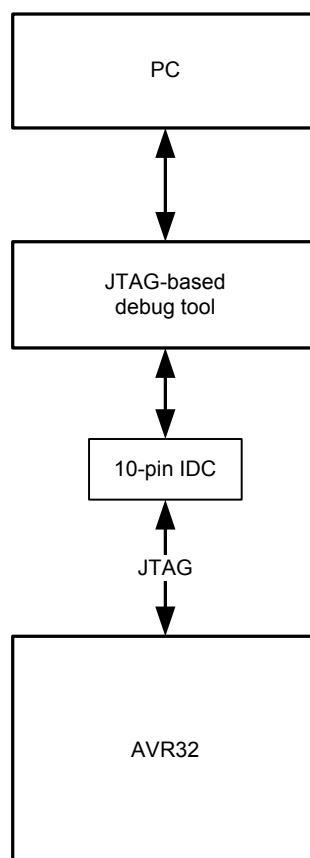 PC
JTAG-based
debug tool
10-pin IDC
JTAG
AVR32